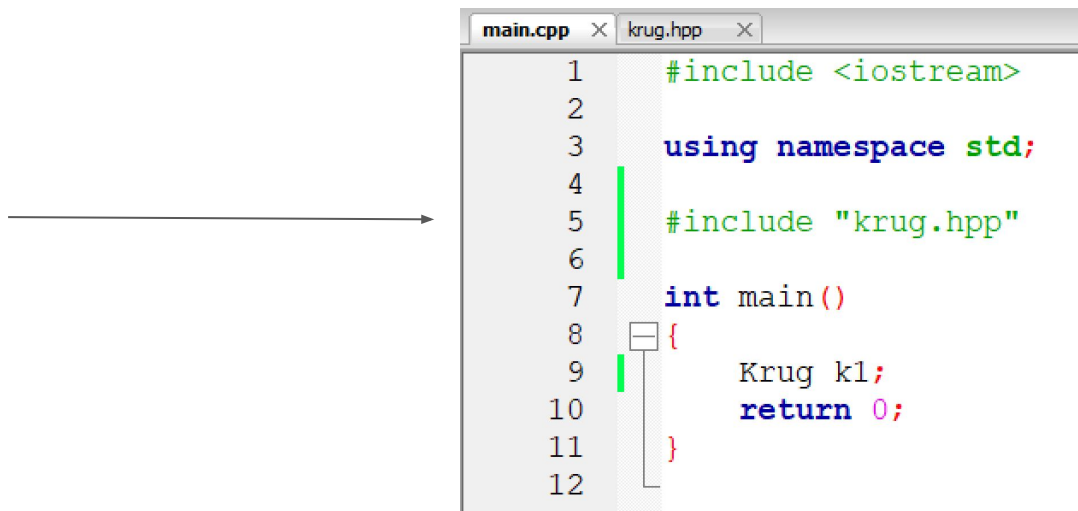 main.cpp krug.hpp
1 #include <iostream>
2
3 using namespace std;
4
5 #include "krug.hpp"
6
7 int main()
8 {
9 Krug k1;
10 return 0;
11 }
12